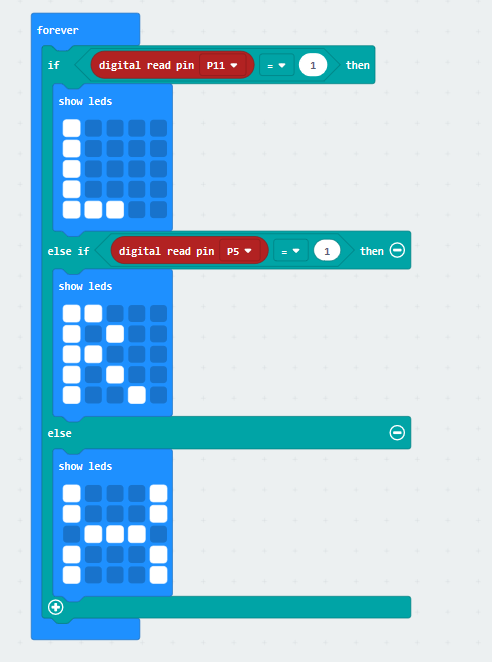 forever
if digital read pin P11 = 1 then
show leds
else if digital read pin P5 = 1 then
show leds
else
show leds